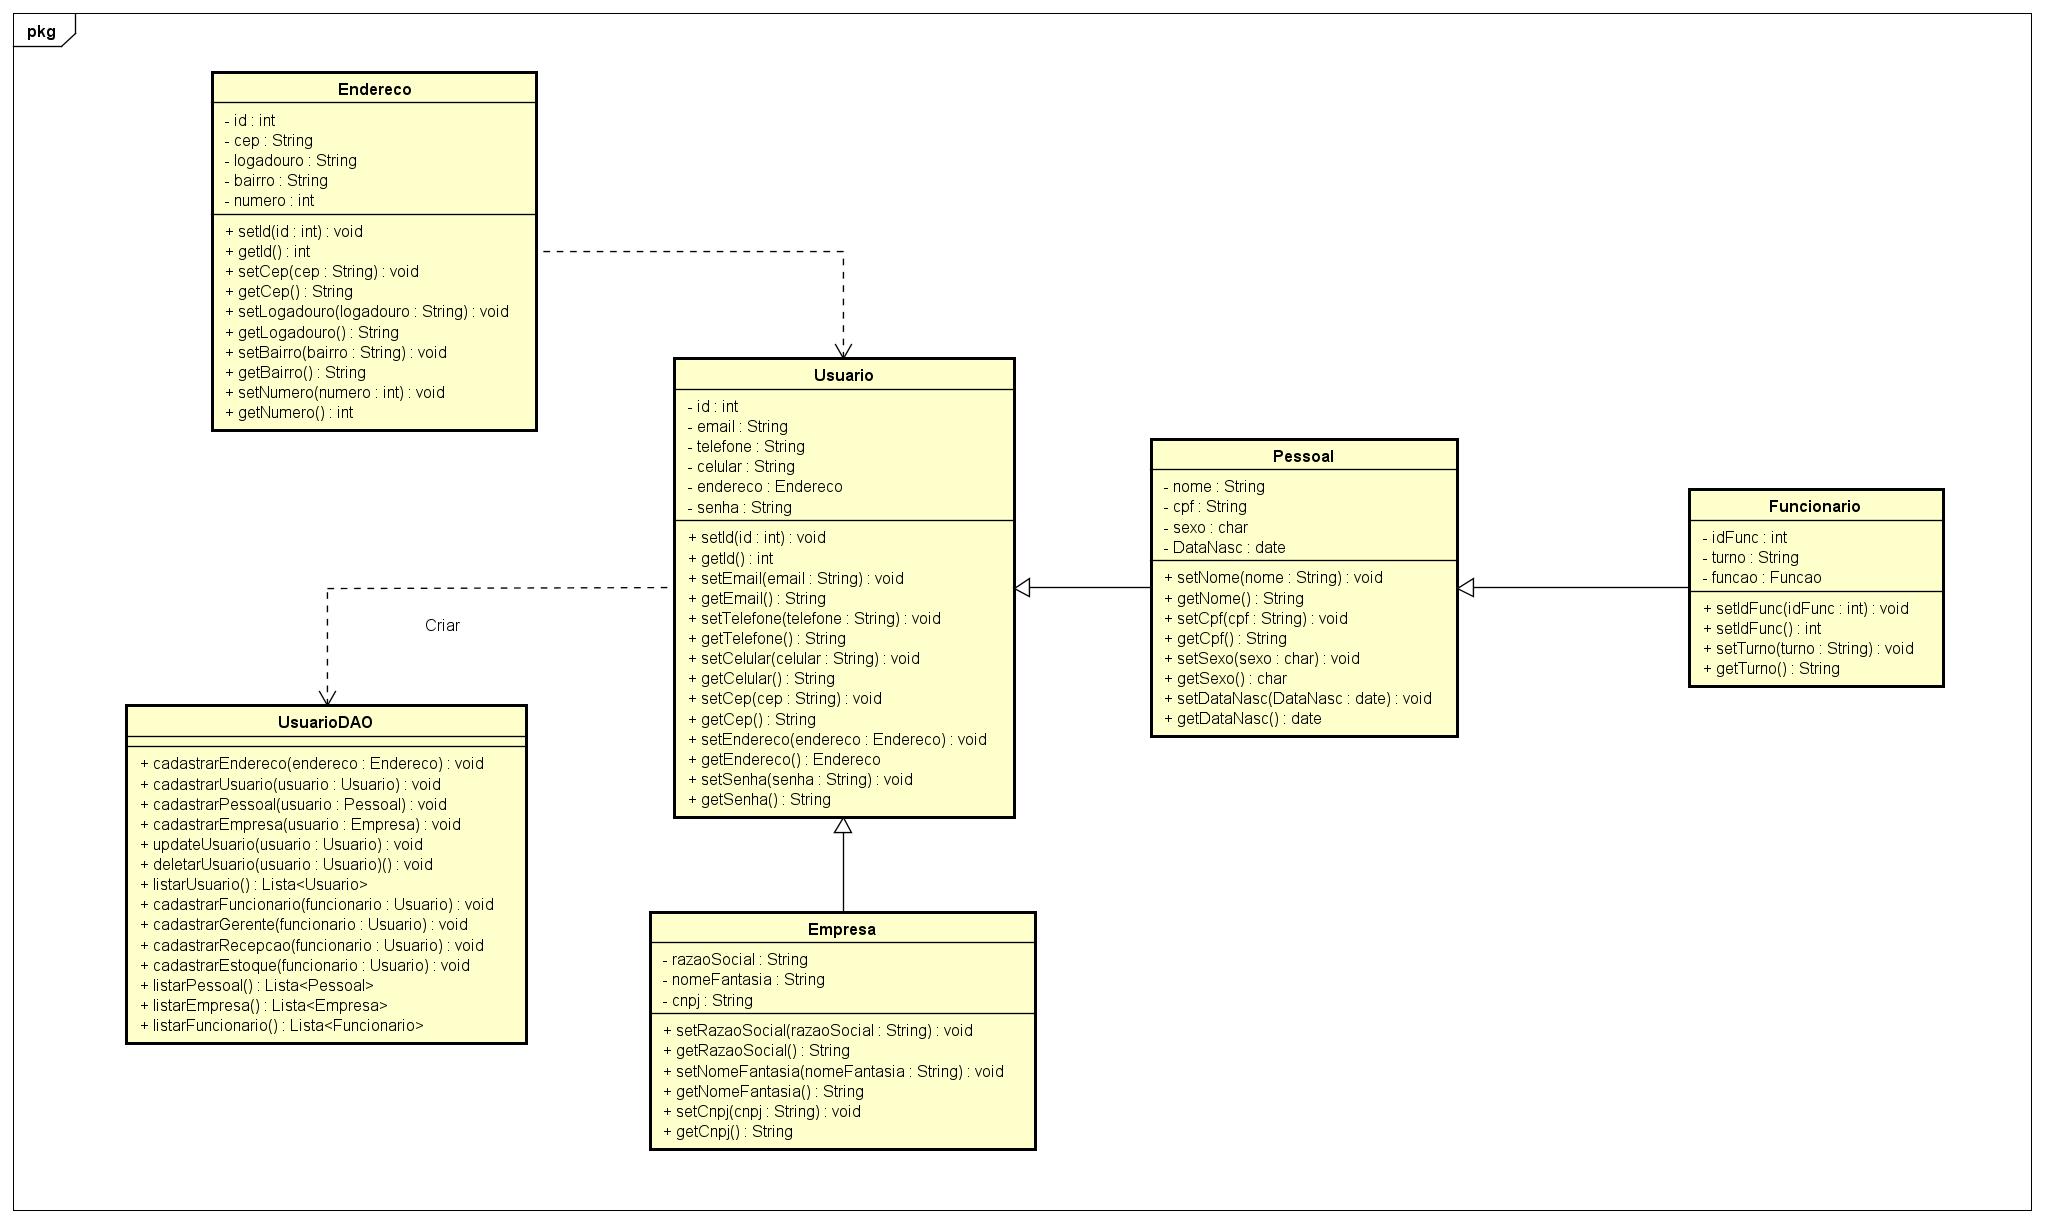 pkg
Endereco
- id : int
- cep : String
- logadouro : String
- bairro : String
- numero : int
+ setId(id : int) : void
+ getId() : int
+ setCep(cep : String) : void
+ getCep() : String
+ setLogadouro(logadouro : String) : void
+ getLogadouro() : String
+ setBairro(bairro : String) : void
+ getBairro() : String
+ setNumero(numero : int) : void
+ getNumero() : int
Usuario
- id : int
- email : String
- telefone : String
- celular : String
- endereco : Endereco
- senha : String
+ setId(id : int) : void
+ getId() : int
+ setEmail(email : String) : void
+ getEmail() : String
+ setTelefone(telefone : String) : void
+ getTelefone() : String
+ setCelular(celular : String) : void
+ getCelular() : String
+ setCep(cep : String) : void
+ getCep() : String
+ setEndereco(endereco : Endereco) : void
+ getEndereco() : Endereco
+ setSenha(senha : String) : void
+ getSenha() : String
Pessoal
- nome : String
- cpf : String
- sexo : char
- DataNasc : date
+ setNome(nome : String) : void
+ getNome() : String
+ setCpf(cpf : String) : void
+ getCpf() : String
+ setSexo(sexo : char) : void
+ getSexo() : char
+ setDataNasc(DataNasc : date) : void
+ getDataNasc() : date
Funcionario
- idFunc : int
- turno : String
- funcao : Funcao
+ setIdFunc(idFunc : int) : void
+ setIdFunc() : int
+ setTurno(turno : String) : void
+ getTurno() : String
Criar
UsuarioDAO
+ cadastrarEndereco(endereco : Endereco) : void
+ cadastrarUsuario(usuario : Usuario) : void
+ cadastrarPessoal(usuario : Pessoal) : void
+ cadastrarEmpresa(usuario : Empresa) : void
+ updateUsuario(usuario : Usuario) : void
+ deletarUsuario(usuario : Usuario)() : void
+ listarUsuario() : Lista<Usuario>
+ cadastrarFuncionario(funcionario : Usuario) : void
+ cadastrarGerente(funcionario : Usuario) : void
+ cadastrarRecepcao(funcionario : Usuario) : void
+ cadastrarEstoque(funcionario : Usuario) : void
+ listarPessoal() : Lista<Pessoal>
+ listarEmpresa() : Lista<Empresa>
+ listarFuncionario() : Lista<Funcionario>
Empresa
- razaoSocial : String
- nomeFantasia : String
- cnpj : String
+ setRazaoSocial(razaoSocial : String) : void
+ getRazaoSocial() : String
+ setNomeFantasia(nomeFantasia : String) : void
+ getNomeFantasia() : String
+ setCnpj(cnpj : String) : void
+ getCnpj() : String